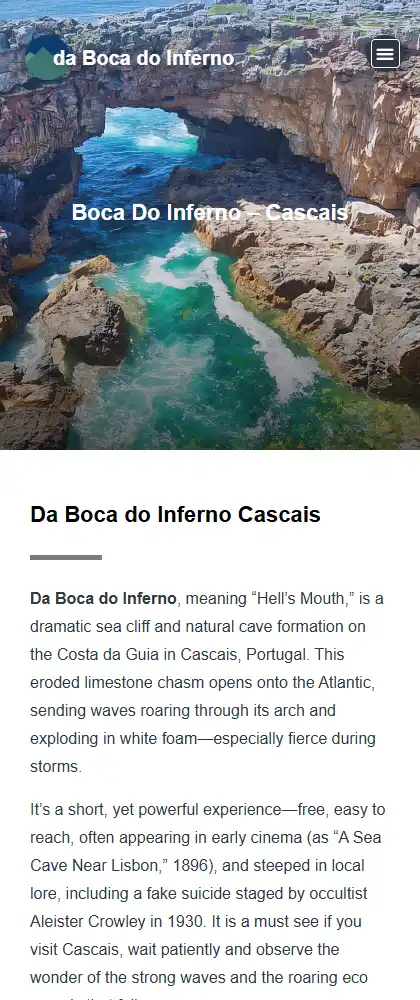 da Boca do Inferno
Boca Do Inferno – Cascais
Da Boca do Inferno Cascais
Da Boca do Inferno, meaning “Hell’s Mouth,” is a
dramatic sea cliff and natural cave formation on
the Costa da Guia in Cascais, Portugal. This
eroded limestone chasm opens onto the Atlantic,
sending waves roaring through its arch and
exploding in white foam—especially fierce during
storms.
It’s a short, yet powerful experience—free, easy to
reach, often appearing in early cinema (as “A Sea
Cave Near Lisbon,” 1896), and steeped in local
lore, including a fake suicide staged by occultist
Aleister Crowley in 1930. It is a must see if you
visit Cascais, wait patiently and observe the
wonder of the strong waves and the roaring eco